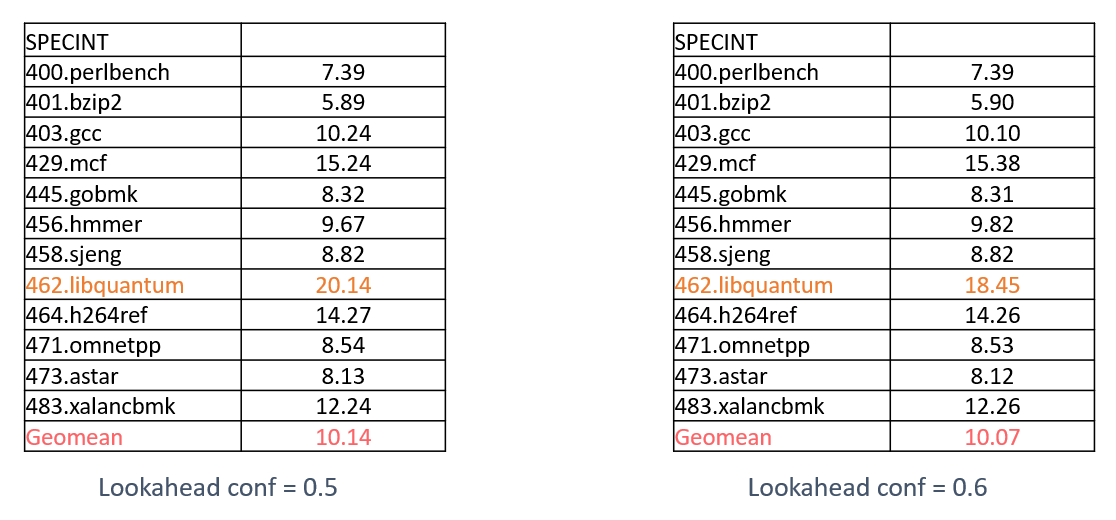 SPECINT
400.perlbench 7.39
401.bzip2 5.89
403.gcc 10.24
429.mcf 15.24
445.gobmk 8.32
456.hmmer 9.67
458.sjeng 8.82
462.libquantum 20.14
464.h264ref 14.27
471.omnetpp 8.54
473.astar 8.13
483.xalancbmk 12.24
Geomean 10.14
Lookahead conf = 0.5
SPECINT
400.perlbench 7.39
401.bzip2 5.90
403.gcc 10.10
429.mcf 15.38
445.gobmk 8.31
456.hmmer 9.82
458.sjeng 8.82
462.libquantum 18.45
464.h264ref 14.26
471.omnetpp 8.53
473.astar 8.12
483.xalancbmk 12.26
Geomean 10.07
Lookahead conf = 0.6